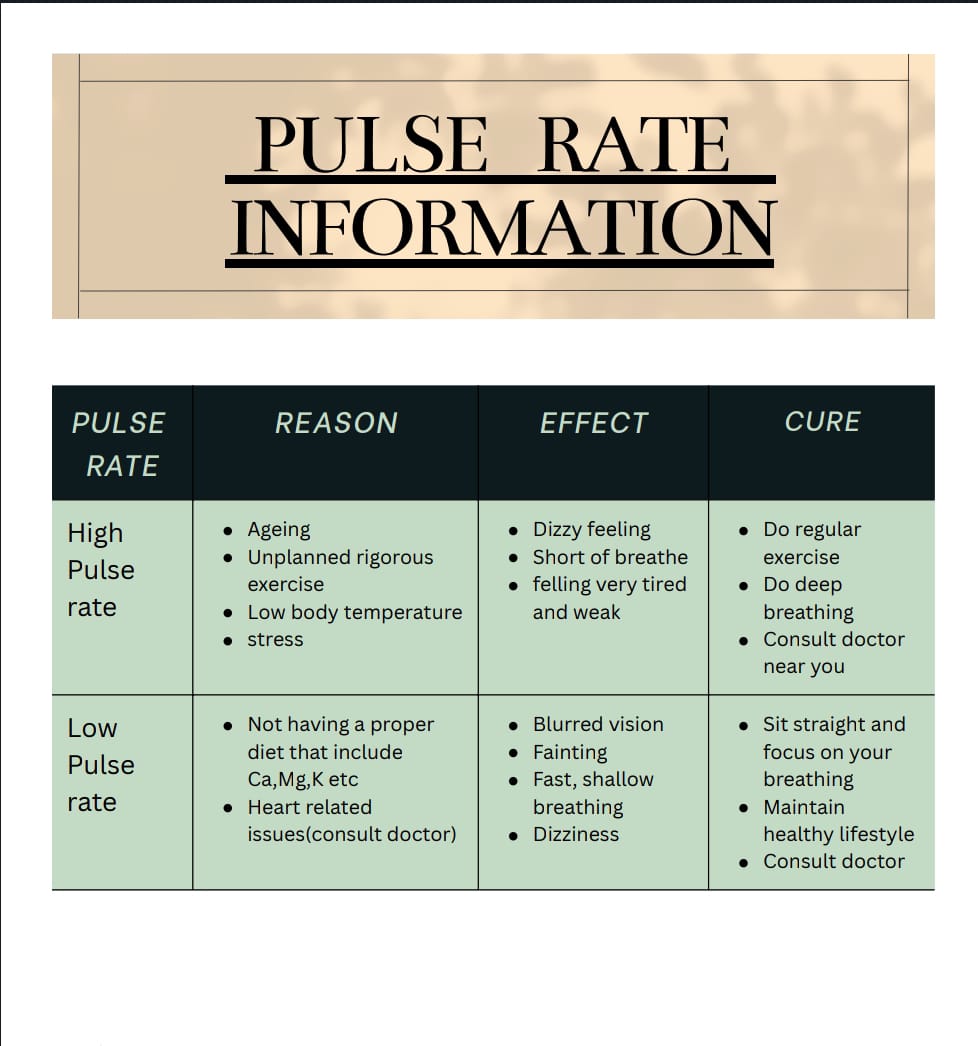 PULSE RATE
INFORMATION
PULSE
RATE
REASON
EFFECT
CURE
High
Pulse
rate
● Ageing
● Unplanned rigorous
exercise
● Low body temperature
● stress
● Dizzy feeling
● Short of breathe
● felling very tired
and weak
● Do regular
exercise
● Do deep
breathing
● Consult doctor
near you
Low
Pulse
rate
● Not having a proper
diet that include
Ca,Mg,K etc
● Heart related
issues(consult doctor)
● Blurred vision
● Fainting
● Fast, shallow
breathing
● Dizziness
● Sit straight and
focus on your
breathing
● Maintain
healthy lifestyle
● Consult doctor